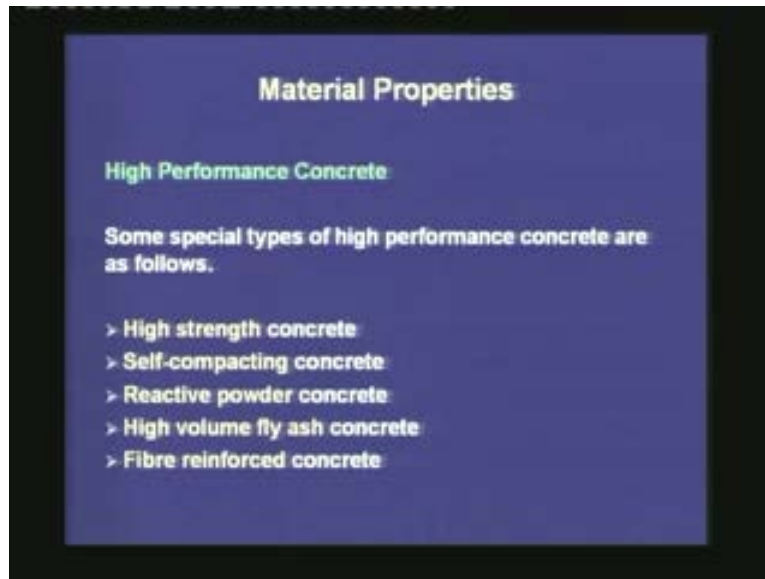 Material Properties
High Performance Concrete
Some special types of high performance concrete are
as follows.
➢ High strength concrete
➢ Self-compacting concrete
➢ Reactive powder concrete
➢ High volume fly ash concrete
➢ Fibre reinforced concrete